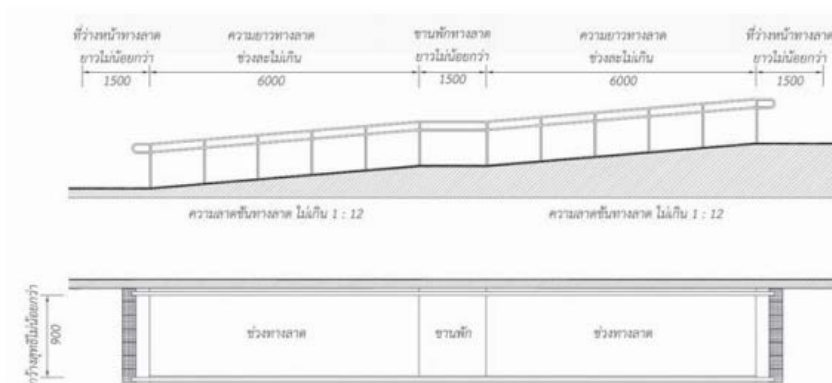 ที่ว่างหน้าทางลาด
ยาวไม่น้อยกว่า
1500
ความยาวทางลาด
ช่วงละไม่เกิน
6000
ชานพักทางลาด
ยาวไม่น้อยกว่า
1500
ความยาวทางลาด
ช่วงละไม่เกิน
6000
ที่ว่างหน้าทางลาด
ยาวไม่น้อยกว่า
1500
ความลาดชันทางลาด ไม่เกิน 1 : 12
ความลาดชันทางลาด ไม่เกิน 1 : 12
กว้างสุทธิไม่น้อยกว่า
900
ช่วงทางลาด
ชานพัก
ช่วงทางลาด